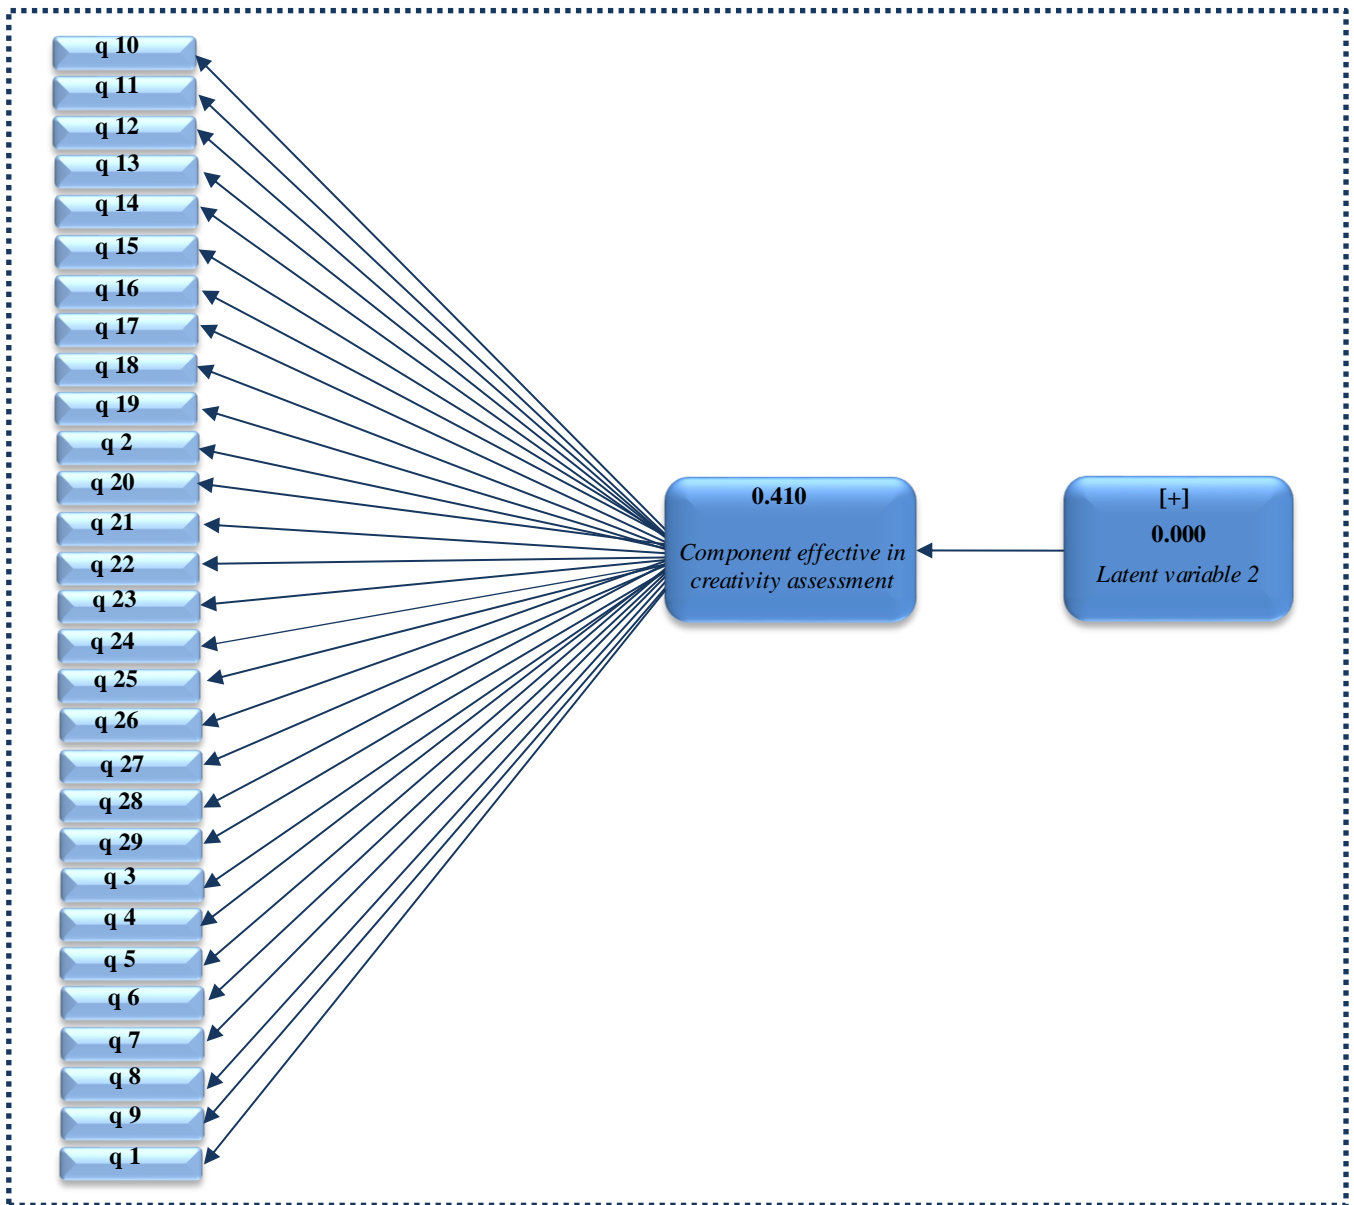 q 10
q 11
q 12
q 13
q 14
q 15
q 16
q 17
q 18
q 19
q 2
q 20
q 21
q 22
q 23
q 24
q 25
q 26
q 27
q 28
q 29
q 3
q 4
q 5
q 6
q 7
q 8
q 9
q 1
0.410
Component effective in
creativity assessment
[+]
0.000
Latent variable 2